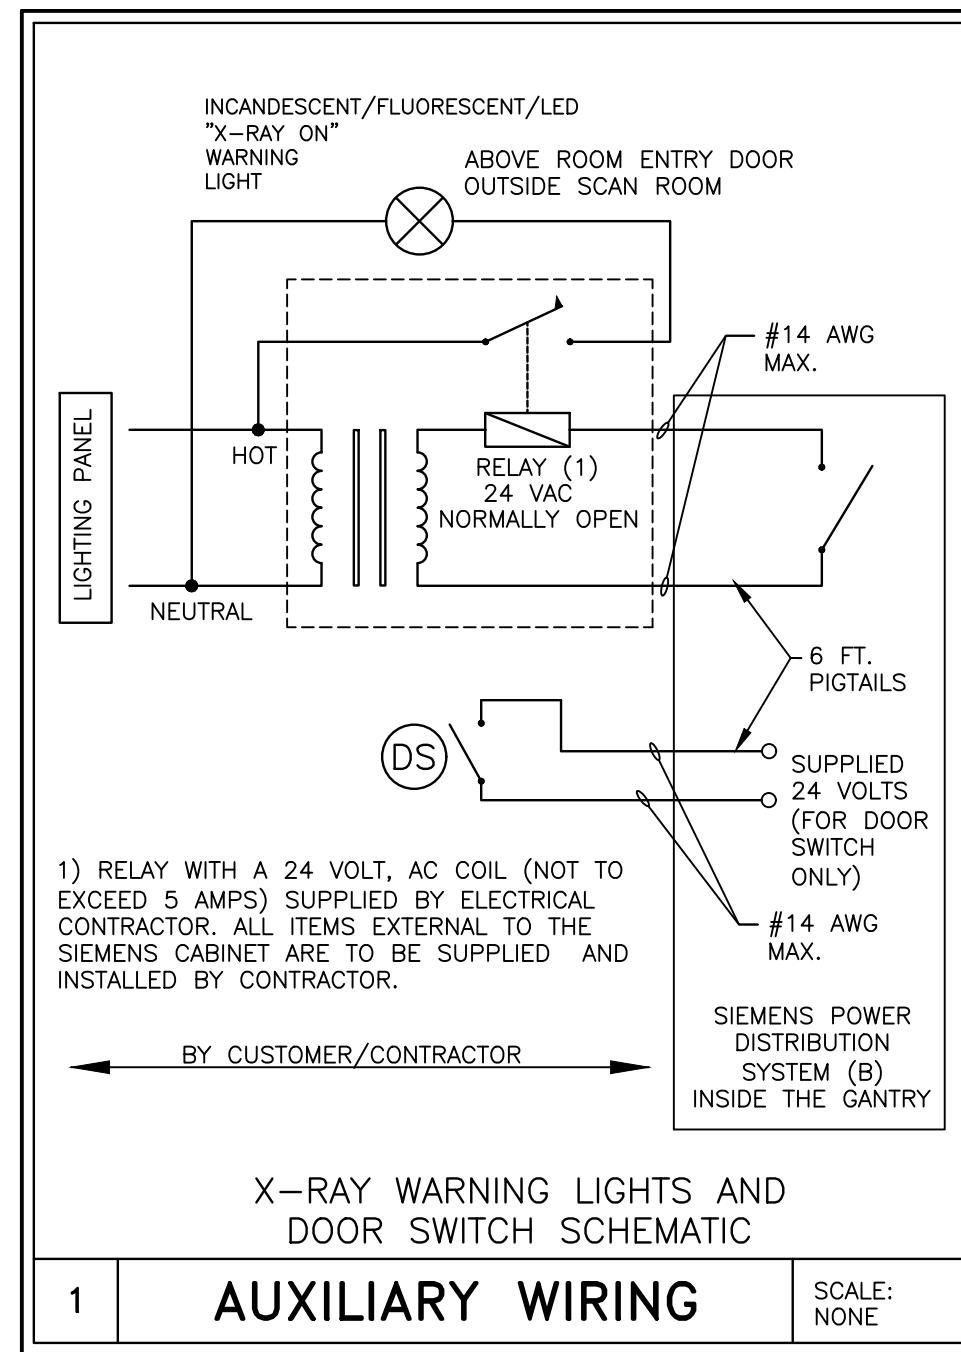 INCANDESCENT/FLUORESCENT/LED
"X-RAY ON"
WARNING
LIGHT
ABOVE ROOM ENTRY DOOR
OUTSIDE SCAN ROOM
#14 AWG
MAX.
LIGHTING PANEL
HOT
NEUTRAL
RELAY (1)
24 VAC
NORMALLY OPEN
6 FT.
PIGTAILS
DS
SUPPLIED
24 VOLTS
(FOR DOOR
SWITCH
ONLY)
#14 AWG
MAX.
1) RELAY WITH A 24 VOLT, AC COIL (NOT TO
EXCEED 5 AMPS) SUPPLIED BY ELECTRICAL
CONTRACTOR. ALL ITEMS EXTERNAL TO THE
SIEMENS CABINET ARE TO BE SUPPLIED AND
INSTALLED BY CONTRACTOR.
BY CUSTOMER/CONTRACTOR
SIEMENS POWER
DISTRIBUTION
SYSTEM (B)
INSIDE THE GANTRY
X-RAY WARNING LIGHTS AND
DOOR SWITCH SCHEMATIC
1
AUXILIARY WIRING
SCALE:
NONE